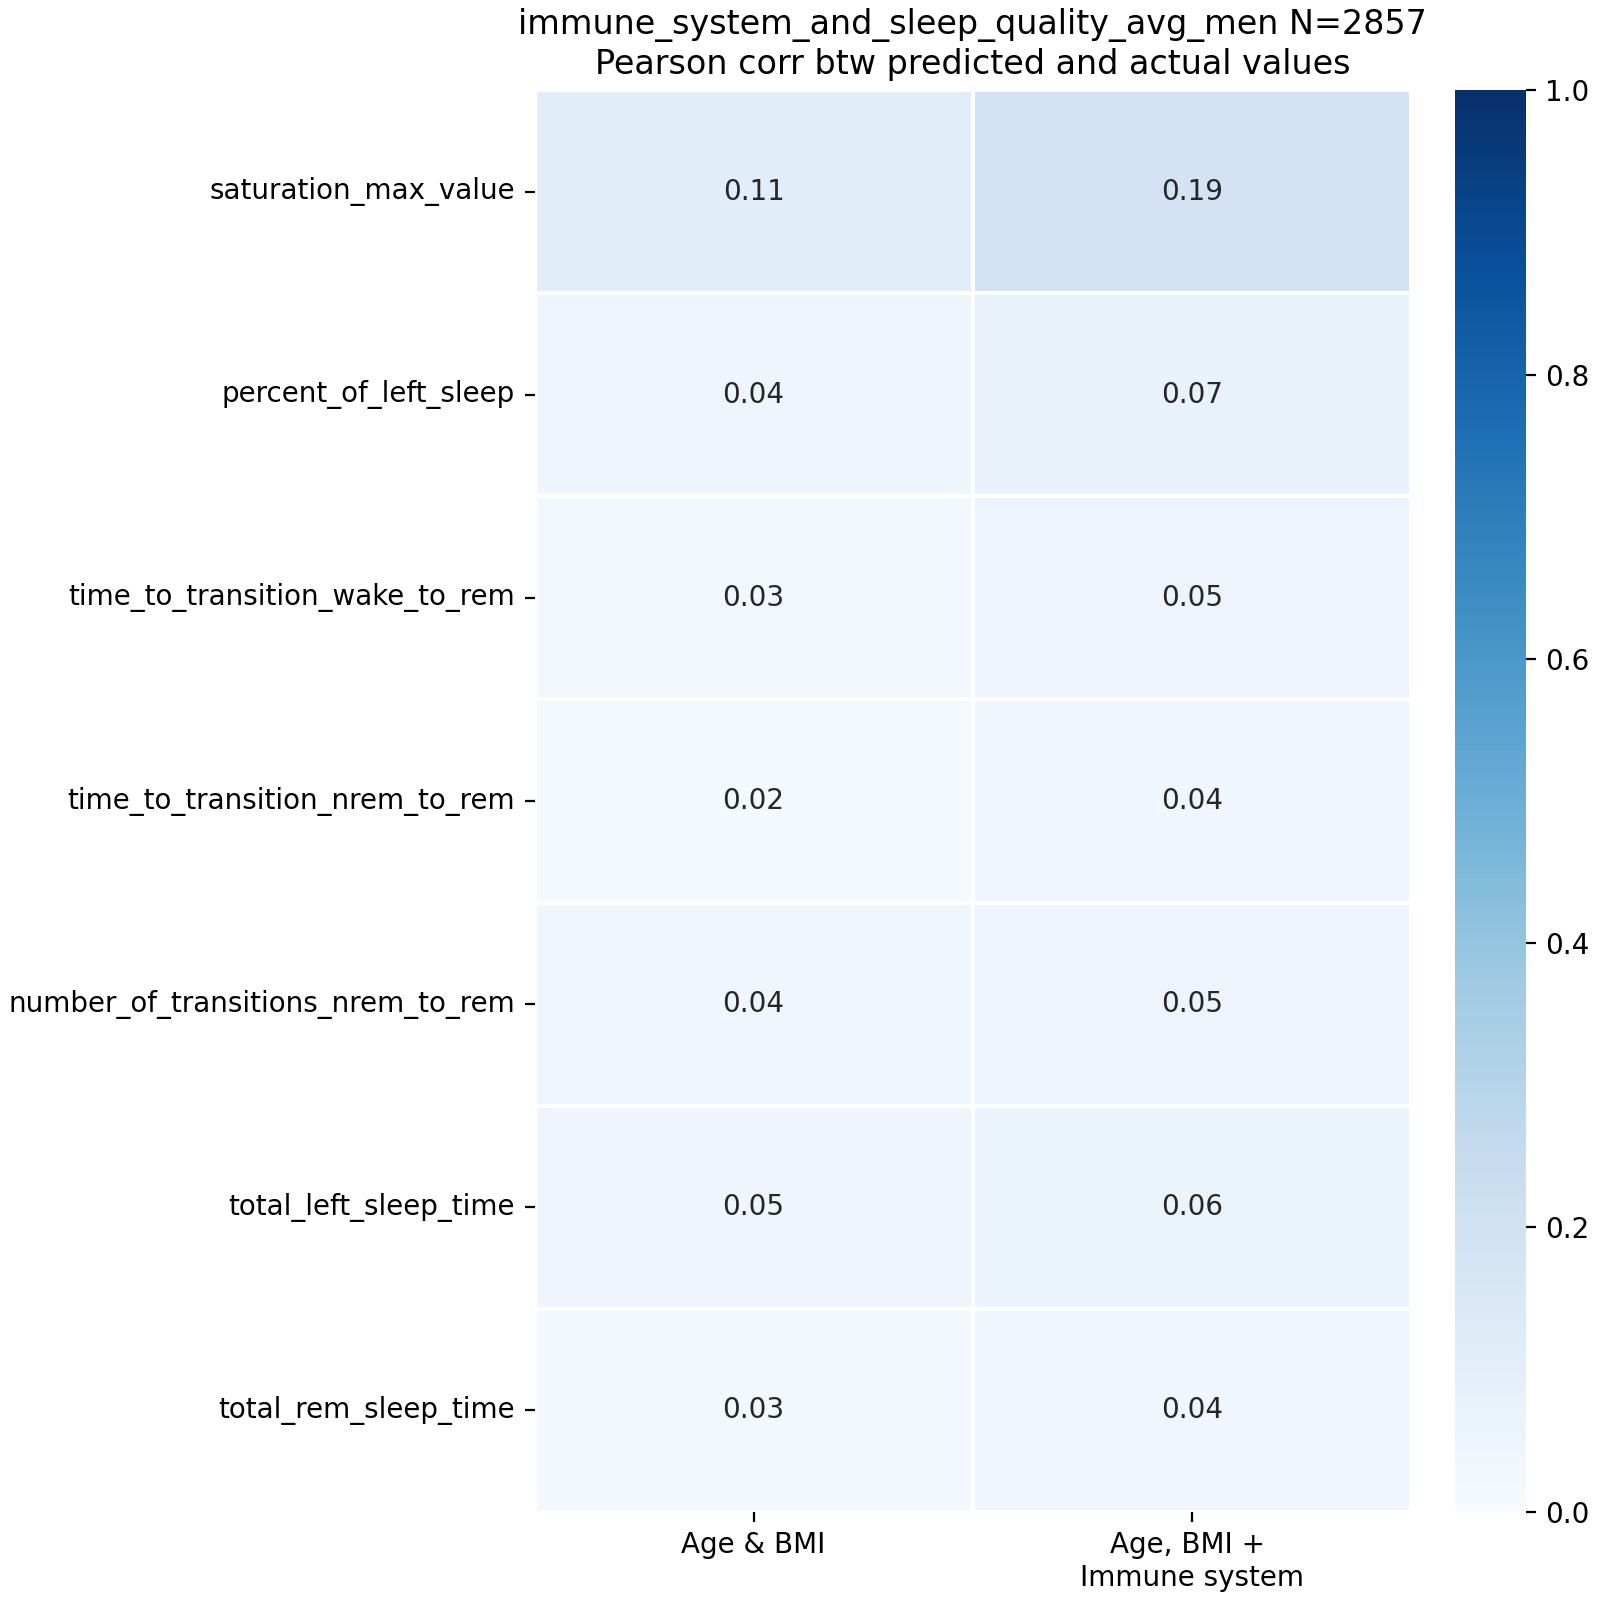 immune_system_and_sleep_quality_avg_men N=2857
Pearson corr btw predicted and actual values
saturation_max_value 0.11 0.19
percent_of_left_sleep 0.04 0.07
time_to_transition_wake_to_rem 0.03 0.05
time_to_transition_nrem_to_rem 0.02 0.04
number_of_transitions_nrem_to_rem 0.04 0.05
total_left_sleep_time 0.05 0.06
total_rem_sleep_time 0.03 0.04
Age & BMI
Age, BMI +
Immune system
1.0
0.8
0.6
0.4
0.2
0.0